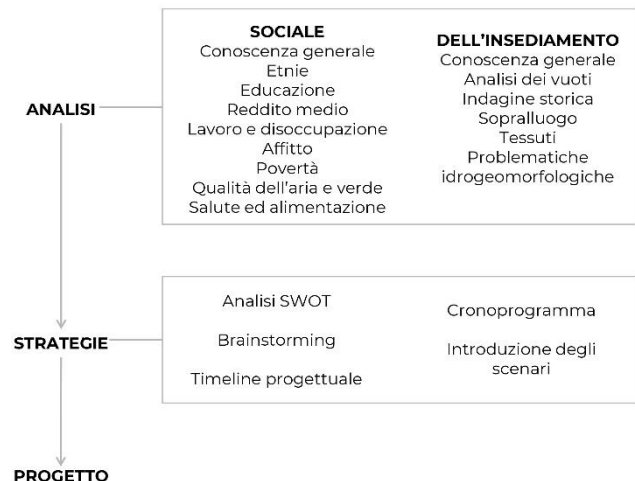 ANALISI
SOCIALE
Conoscenza generale
Etnie
Educazione
Reddito medio
Lavoro e disoccupazione
Affitto
Povertà
Qualità dell'aria e verde
Salute ed alimentazione
DELL'INSEDIAMENTO
Conoscenza generale
Analisi dei vuoti
Indagine storica
Sopralluogo
Tessuti
Problematiche
idrogeomorfologiche
STRATEGIE
Analisi SWOT
Brainstorming
Timeline progettuale
Cronoprogramma
Introduzione degli
scenari
PROGETTO